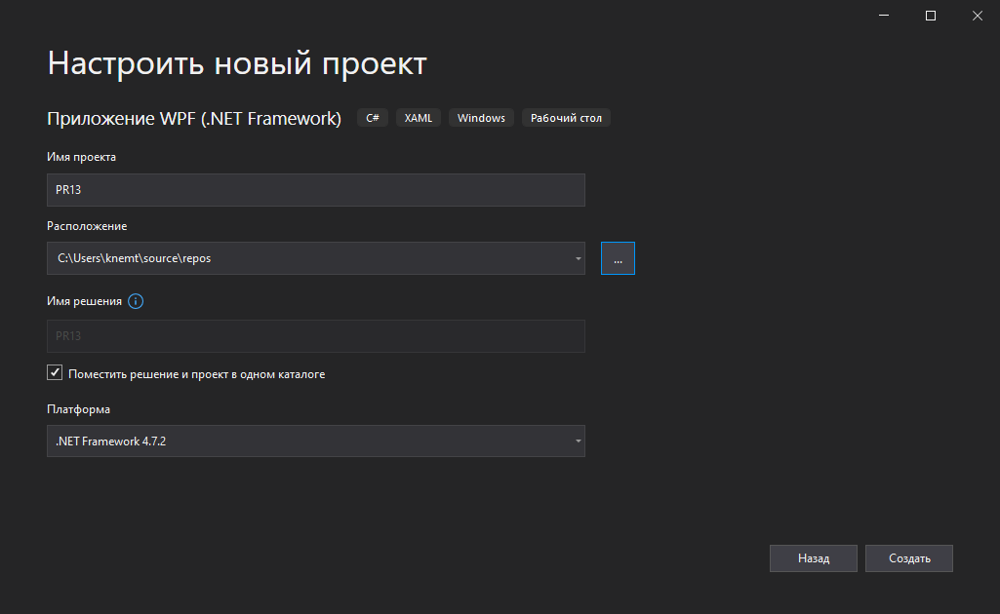 Настроить новый проект
Приложение WPF (.NET Framework) C# XAML Windows Рабочий стол
Имя проекта
PR13
Расположение
C:\Users\knemt\source\repos
...
Имя решения
PR13
Поместить решение и проект в одном каталоге
Платформа
.NET Framework 4.7.2
Назад Создать